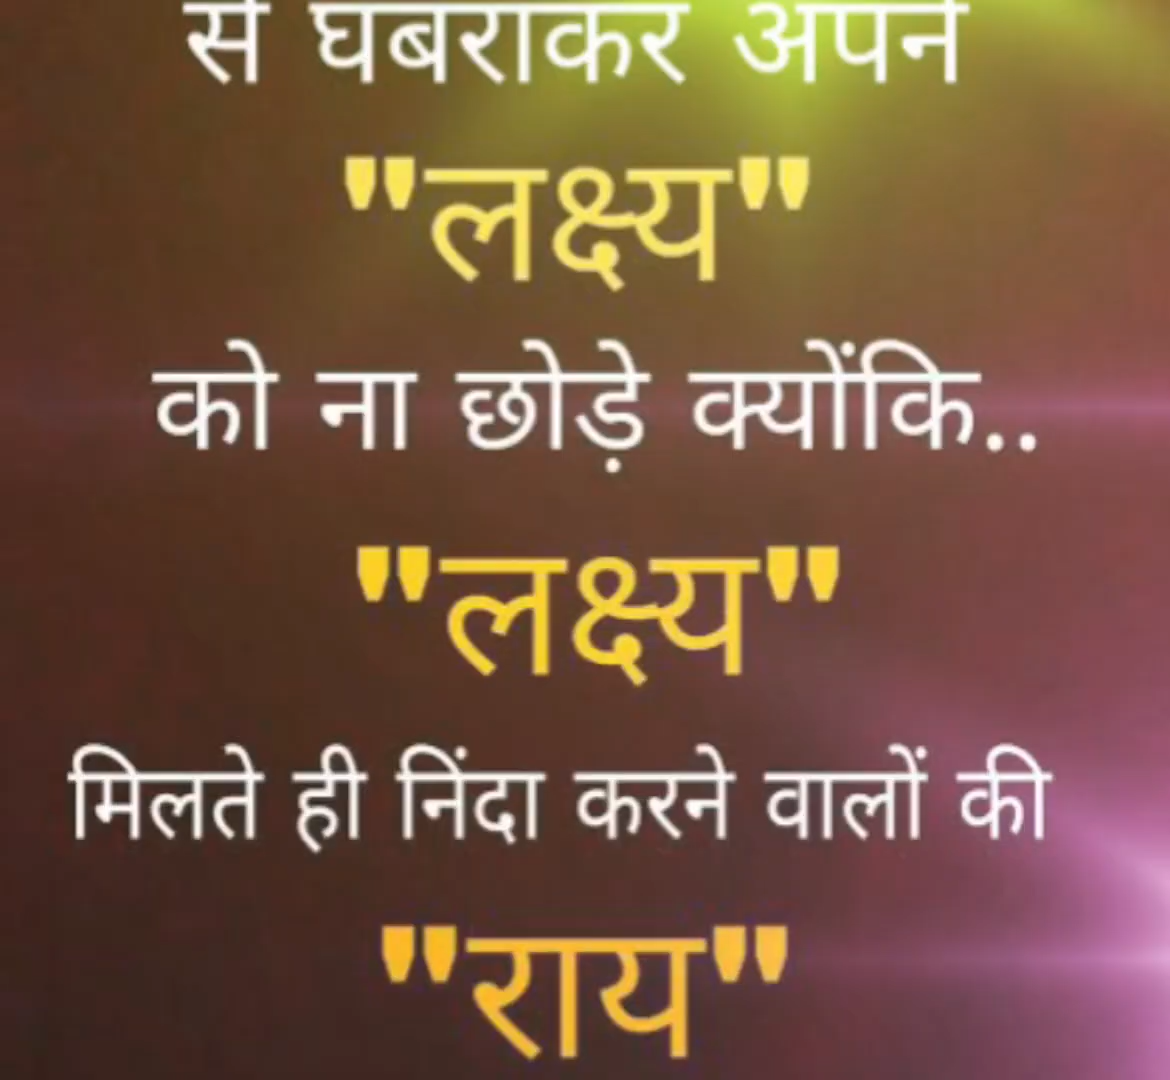 से घबराकर अपने
"लक्ष्य"
को ना छोड़े क्योंकि..
"लक्ष्य"
मिलते ही निंदा करने वालों की
"राय"